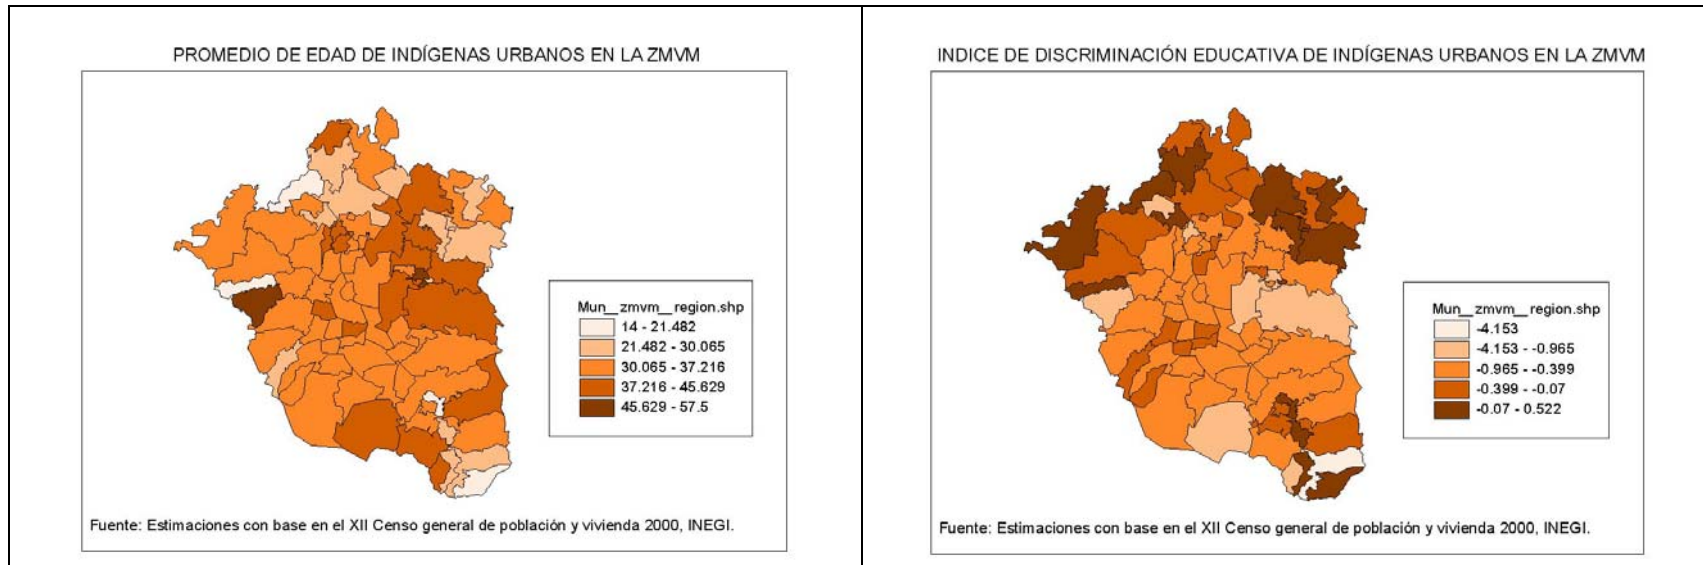 PROMEDIO DE EDAD DE INDÍGENAS URBANOS EN LA ZMVM
Mun__zmvm__region.shp
14 - 21.482
21.482 - 30.065
30.065 - 37.216
37.216 - 45.629
45.629 - 57.5
Fuente: Estimaciones con base en el XII Censo general de población y vivienda 2000, INEGI.
INDICE DE DISCRIMINACIÓN EDUCATIVA DE INDÍGENAS URBANOS EN LA ZMVM
Mun__zmvm__region.shp
-4.153
-4.153 - -0.965
-0.965 - -0.399
-0.399 - -0.07
-0.07 - 0.522
Fuente: Estimaciones con base en el XII Censo general de población y vivienda 2000, INEGI.